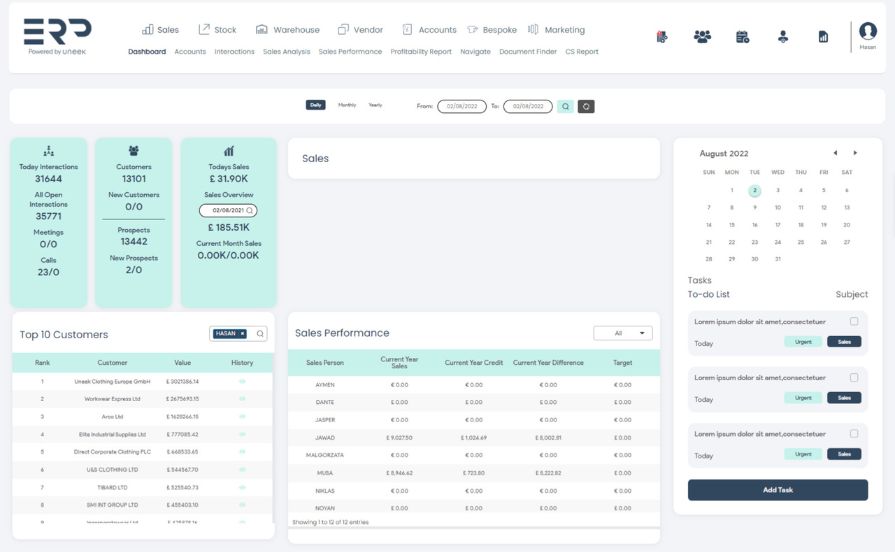 ERP
Powered by uneek
Sales Stock Warehouse Vendor Accounts Bespoke Marketing
Dashboard Accounts Interactions Sales Analysis Sales Performance Profitability Report Navigate Document Finder CS Report
Hasan
Daily Monthly Yearly From: 02/08/2022 To: 02/08/2022
Today Interactions
31644
All Open
Interactions
35771
Meetings
0/0
Calls
23/0
Customers
13101
New Customers
0/0
Prospects
13442
New Prospects
2/0
Todays Sales
£ 31.90K
Sales Overview
02/08/2021
£ 185.51K
Current Month Sales
0.00K/0.00K
Sales
Top 10 Customers HASAN ×
Rank Customer Value History
1 Uneek Clothing Europe GmbH £ 3021386.14
2 Workwear Express Ltd £ 2675693.15
3 Arco Ltd £ 1625266.15
4 Elite Industrial Supplies Ltd £ 777085.42
5 Direct Corporate Clothing PLC £ 668533.65
6 U&S CLOTHING LTD £ 544567.70
7 TIBARD LTD £ 525540.73
8 SMI INT GROUP LTD £ 455403.10
9
Sales Performance All
Sales Person Current Year Sales Current Year Credit Current Year Difference Target
AYMEN € 0.00 € 0.00 € 0.00 € 0.00
DANTE £ 0.00 £ 0.00 £ 0.00 £ 0.00
JASPER € 0.00 € 0.00 € 0.00 € 0.00
JAWAD £ 9,027.50 £ 1,024.69 £ 8,002.81 £ 0.00
MALGORZATA € 0.00 € 0.00 € 0.00 € 0.00
MUSA £ 8,946.62 £ 723.80 £ 8,222.82 £ 0.00
NIKLAS € 0.00 € 0.00 € 0.00 € 0.00
NOYAN £ 0.00 £ 0.00 £ 0.00 £ 0.00
Showing 1 to 12 of 12 entries
August 2022
SUN MON TUE WED THU FRI SAT
1 2 3 4 5 6
7 8 9 10 11 12 13
14 15 16 17 18 19 20
21 22 23 24 25 26 27
28 29 30 31
Tasks
To-do List Subject
Lorem ipsum dolor sit amet,consectetuer
Today Urgent Sales
Lorem ipsum dolor sit amet,consectetuer
Today Urgent Sales
Lorem ipsum dolor sit amet,consectetuer
Today Urgent Sales
Add Task